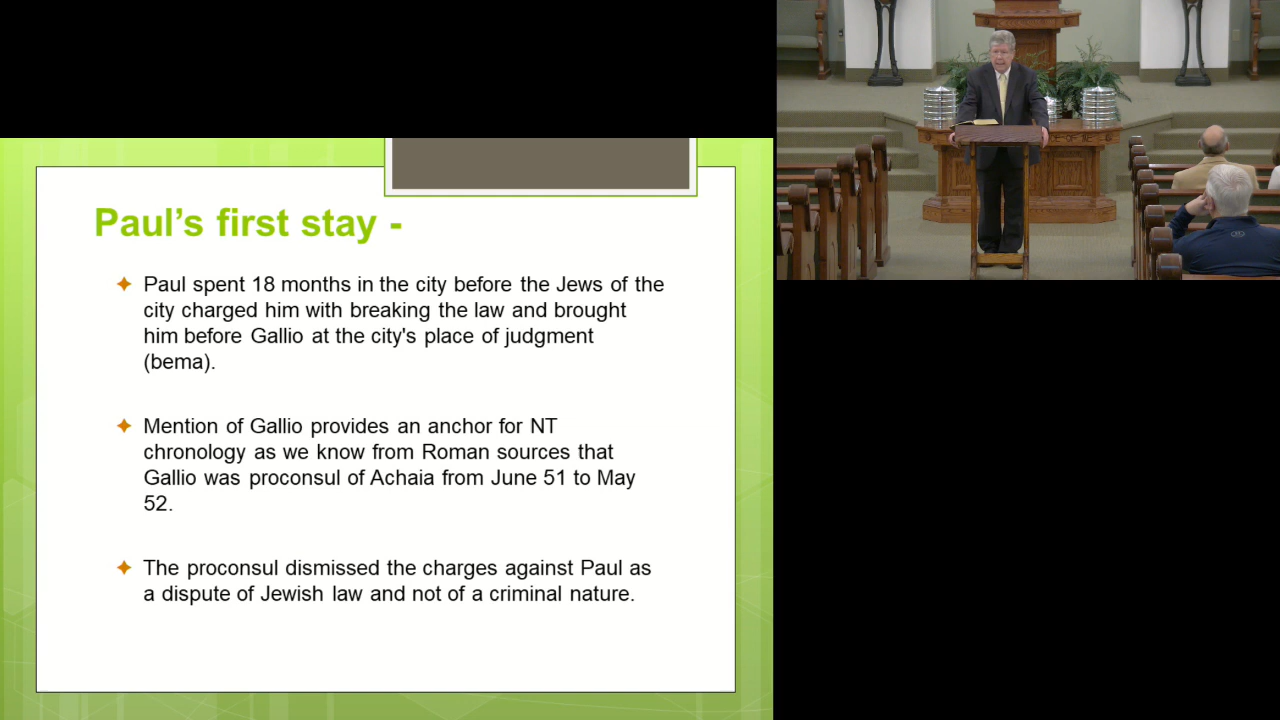 Paul's first stay -
Paul spent 18 months in the city before the Jews of the
city charged him with breaking the law and brought
him before Gallio at the city's place of judgment
(bema).
Mention of Gallio provides an anchor for NT
chronology as we know from Roman sources that
Gallio was proconsul of Achaia from June 51 to May
52.
The proconsul dismissed the charges against Paul as
a dispute of Jewish law and not of a criminal nature.